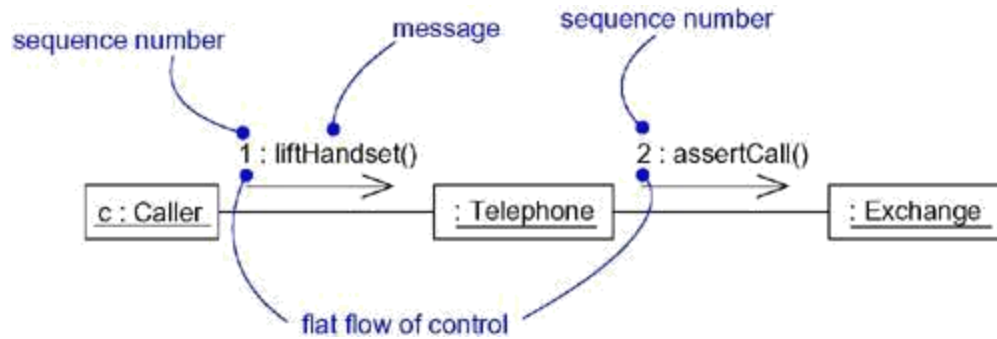 sequence number
message
sequence number
1 : liftHandset()
2 : assertCall()
c : Caller
: Telephone
: Exchange
flat flow of control